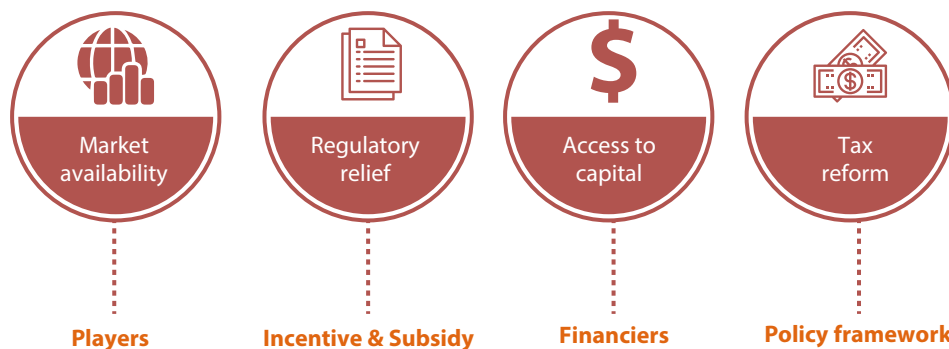 Market
availability
Regulatory
relief
Access to
capital
Tax
reform
Players
Incentive & Subsidy
Financiers
Policy framework